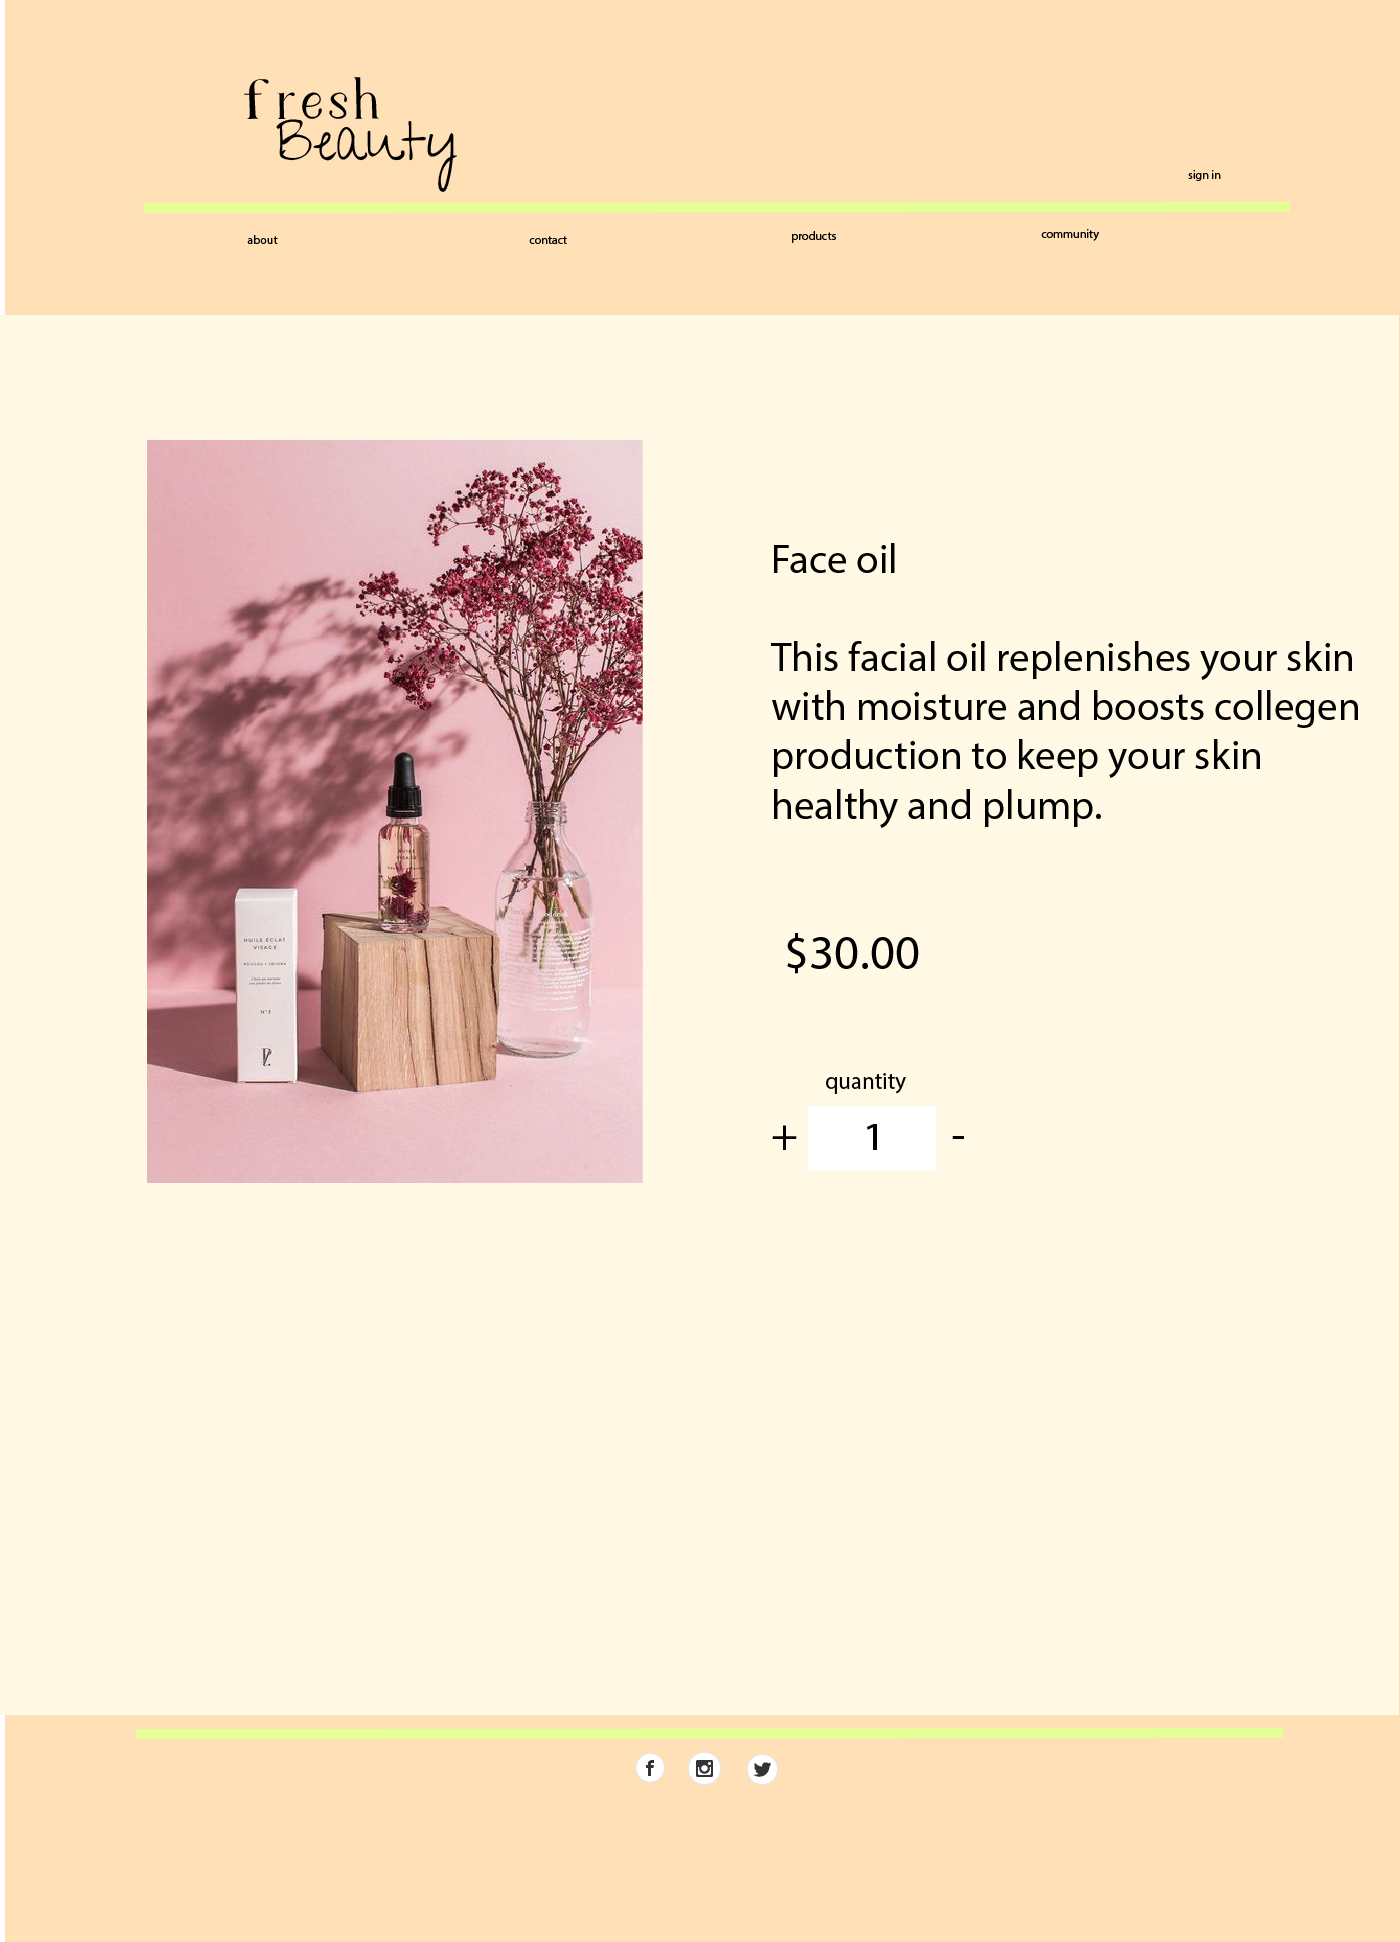 fresh
Beauty
sign in
about
contact
products
community
Face oil
This facial oil replenishes your skin
with moisture and boosts collegen
production to keep your skin
healthy and plump.
HUILE ÉCLAT
VISAGE
N°3
$30.00
quantity
+ 1 -